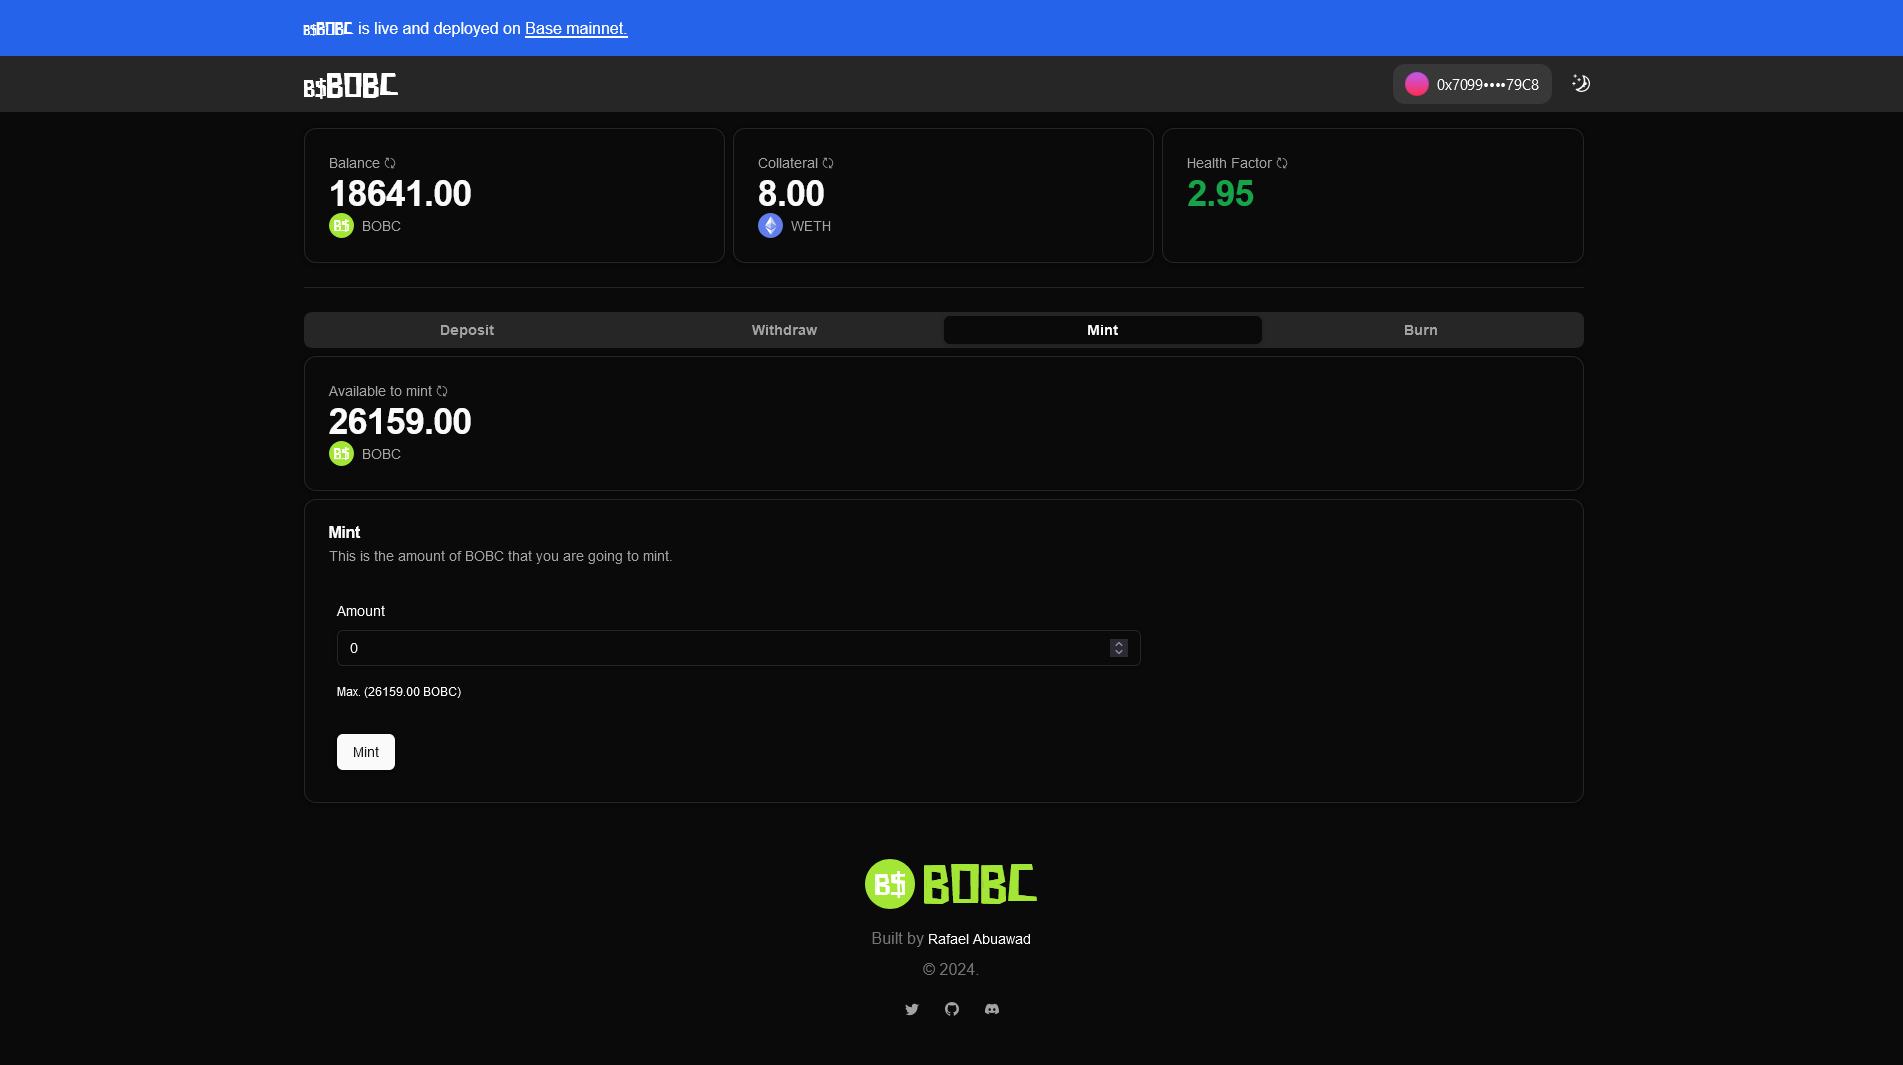 B$BOBC is live and deployed on Base mainnet.
B$BOBC
0x7099••••79C8
Balance
18641.00
B$ BOBC
Collateral
8.00
WETH
Health Factor
2.95
Deposit
Withdraw
Mint
Burn
Available to mint
26159.00
B$ BOBC
Mint
This is the amount of BOBC that you are going to mint.
Amount
0
Max. (26159.00 BOBC)
Mint
B$ BOBC
Built by Rafael Abuawad
© 2024.